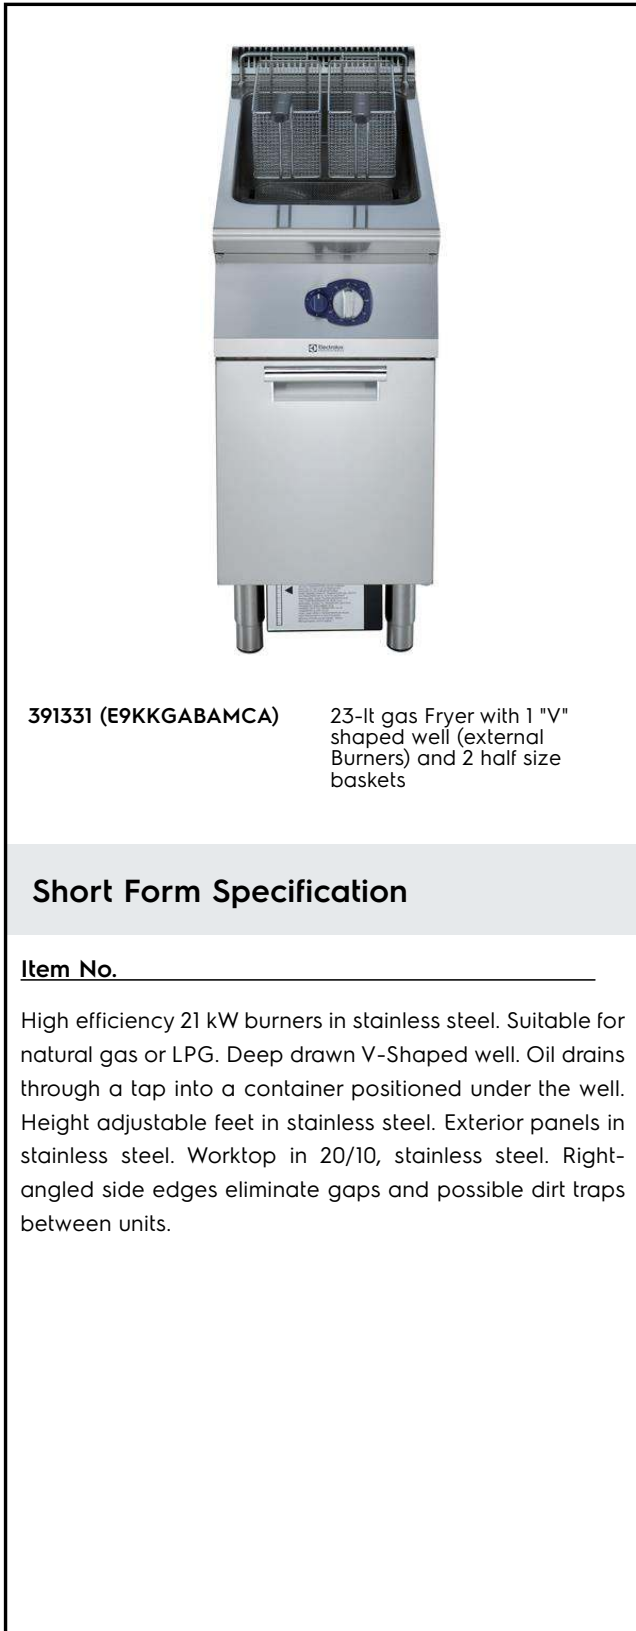 Electrolux
391331 (E9KKGABAMCA)
23-lt gas Fryer with 1 "V"
shaped well (external
Burners) and 2 half size
baskets
Short Form Specification
Item No.
High efficiency 21 kW burners in stainless steel. Suitable for
natural gas or LPG. Deep drawn V-Shaped well. Oil drains
through a tap into a container positioned under the well.
Height adjustable feet in stainless steel. Exterior panels in
stainless steel. Worktop in 20/10, stainless steel. Right-
angled side edges eliminate gaps and possible dirt traps
between units.